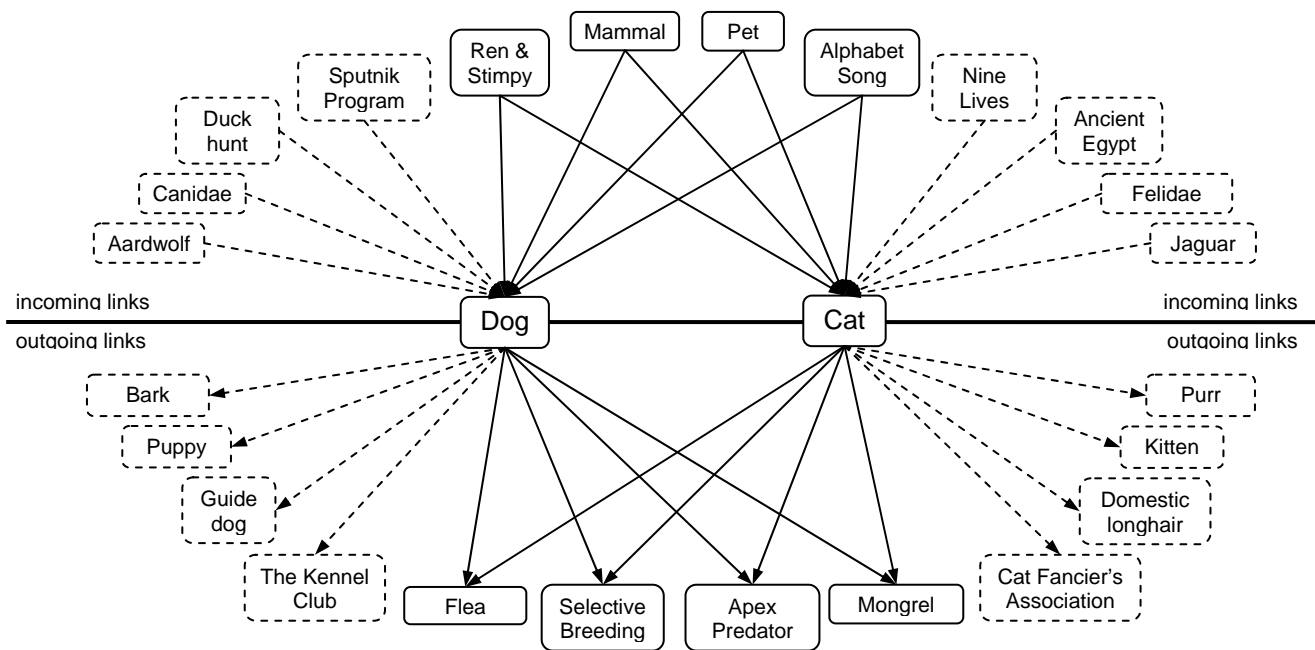 Mammal
Pet
Ren &
Stimpy
Alphabet
Song
Sputnik
Program
Nine
Lives
Duck
hunt
Ancient
Egypt
Canidae
Felidae
Aardwolf
Jaguar
incoming links
incoming links
Dog
Cat
outgoing links
outgoing links
Bark
Purr
Puppy
Kitten
Guide
dog
Domestic
longhair
The Kennel
Club
Flea
Selective
Breeding
Apex
Predator
Mongrel
Cat Fancier's
Association